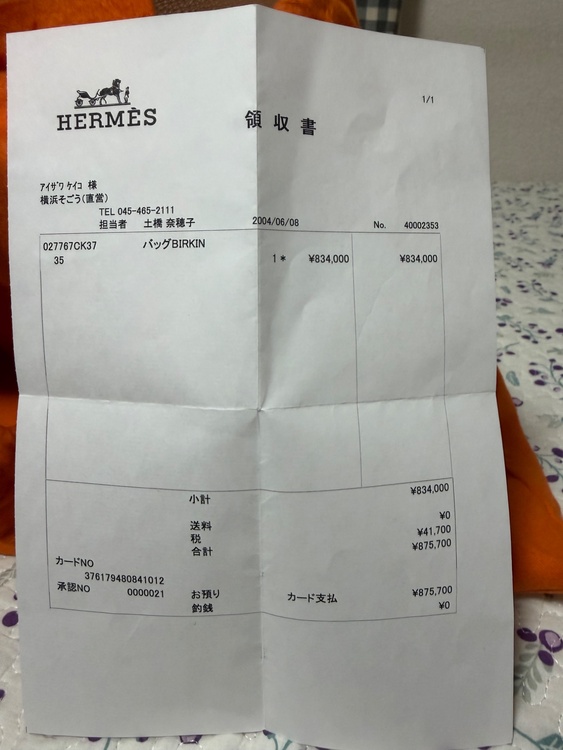 HERMÈS
領収書
1/1
ｱｲｻﾞﾜ ｹｲｺ 様
横浜そごう(直営)
TEL 045-465-2111
担当者 土橋 奈穂子 2004/06/08 No. 40002353
027767CK37 バッグBIRKIN
35 1 * ¥834,000 ¥834,000
小計 ¥834,000
送料 ¥0
税 ¥41,700
合計 ¥875,700
カードNO
376179480841012
承認NO 0000021 お預り カード支払 ¥875,700
釣銭 ¥0